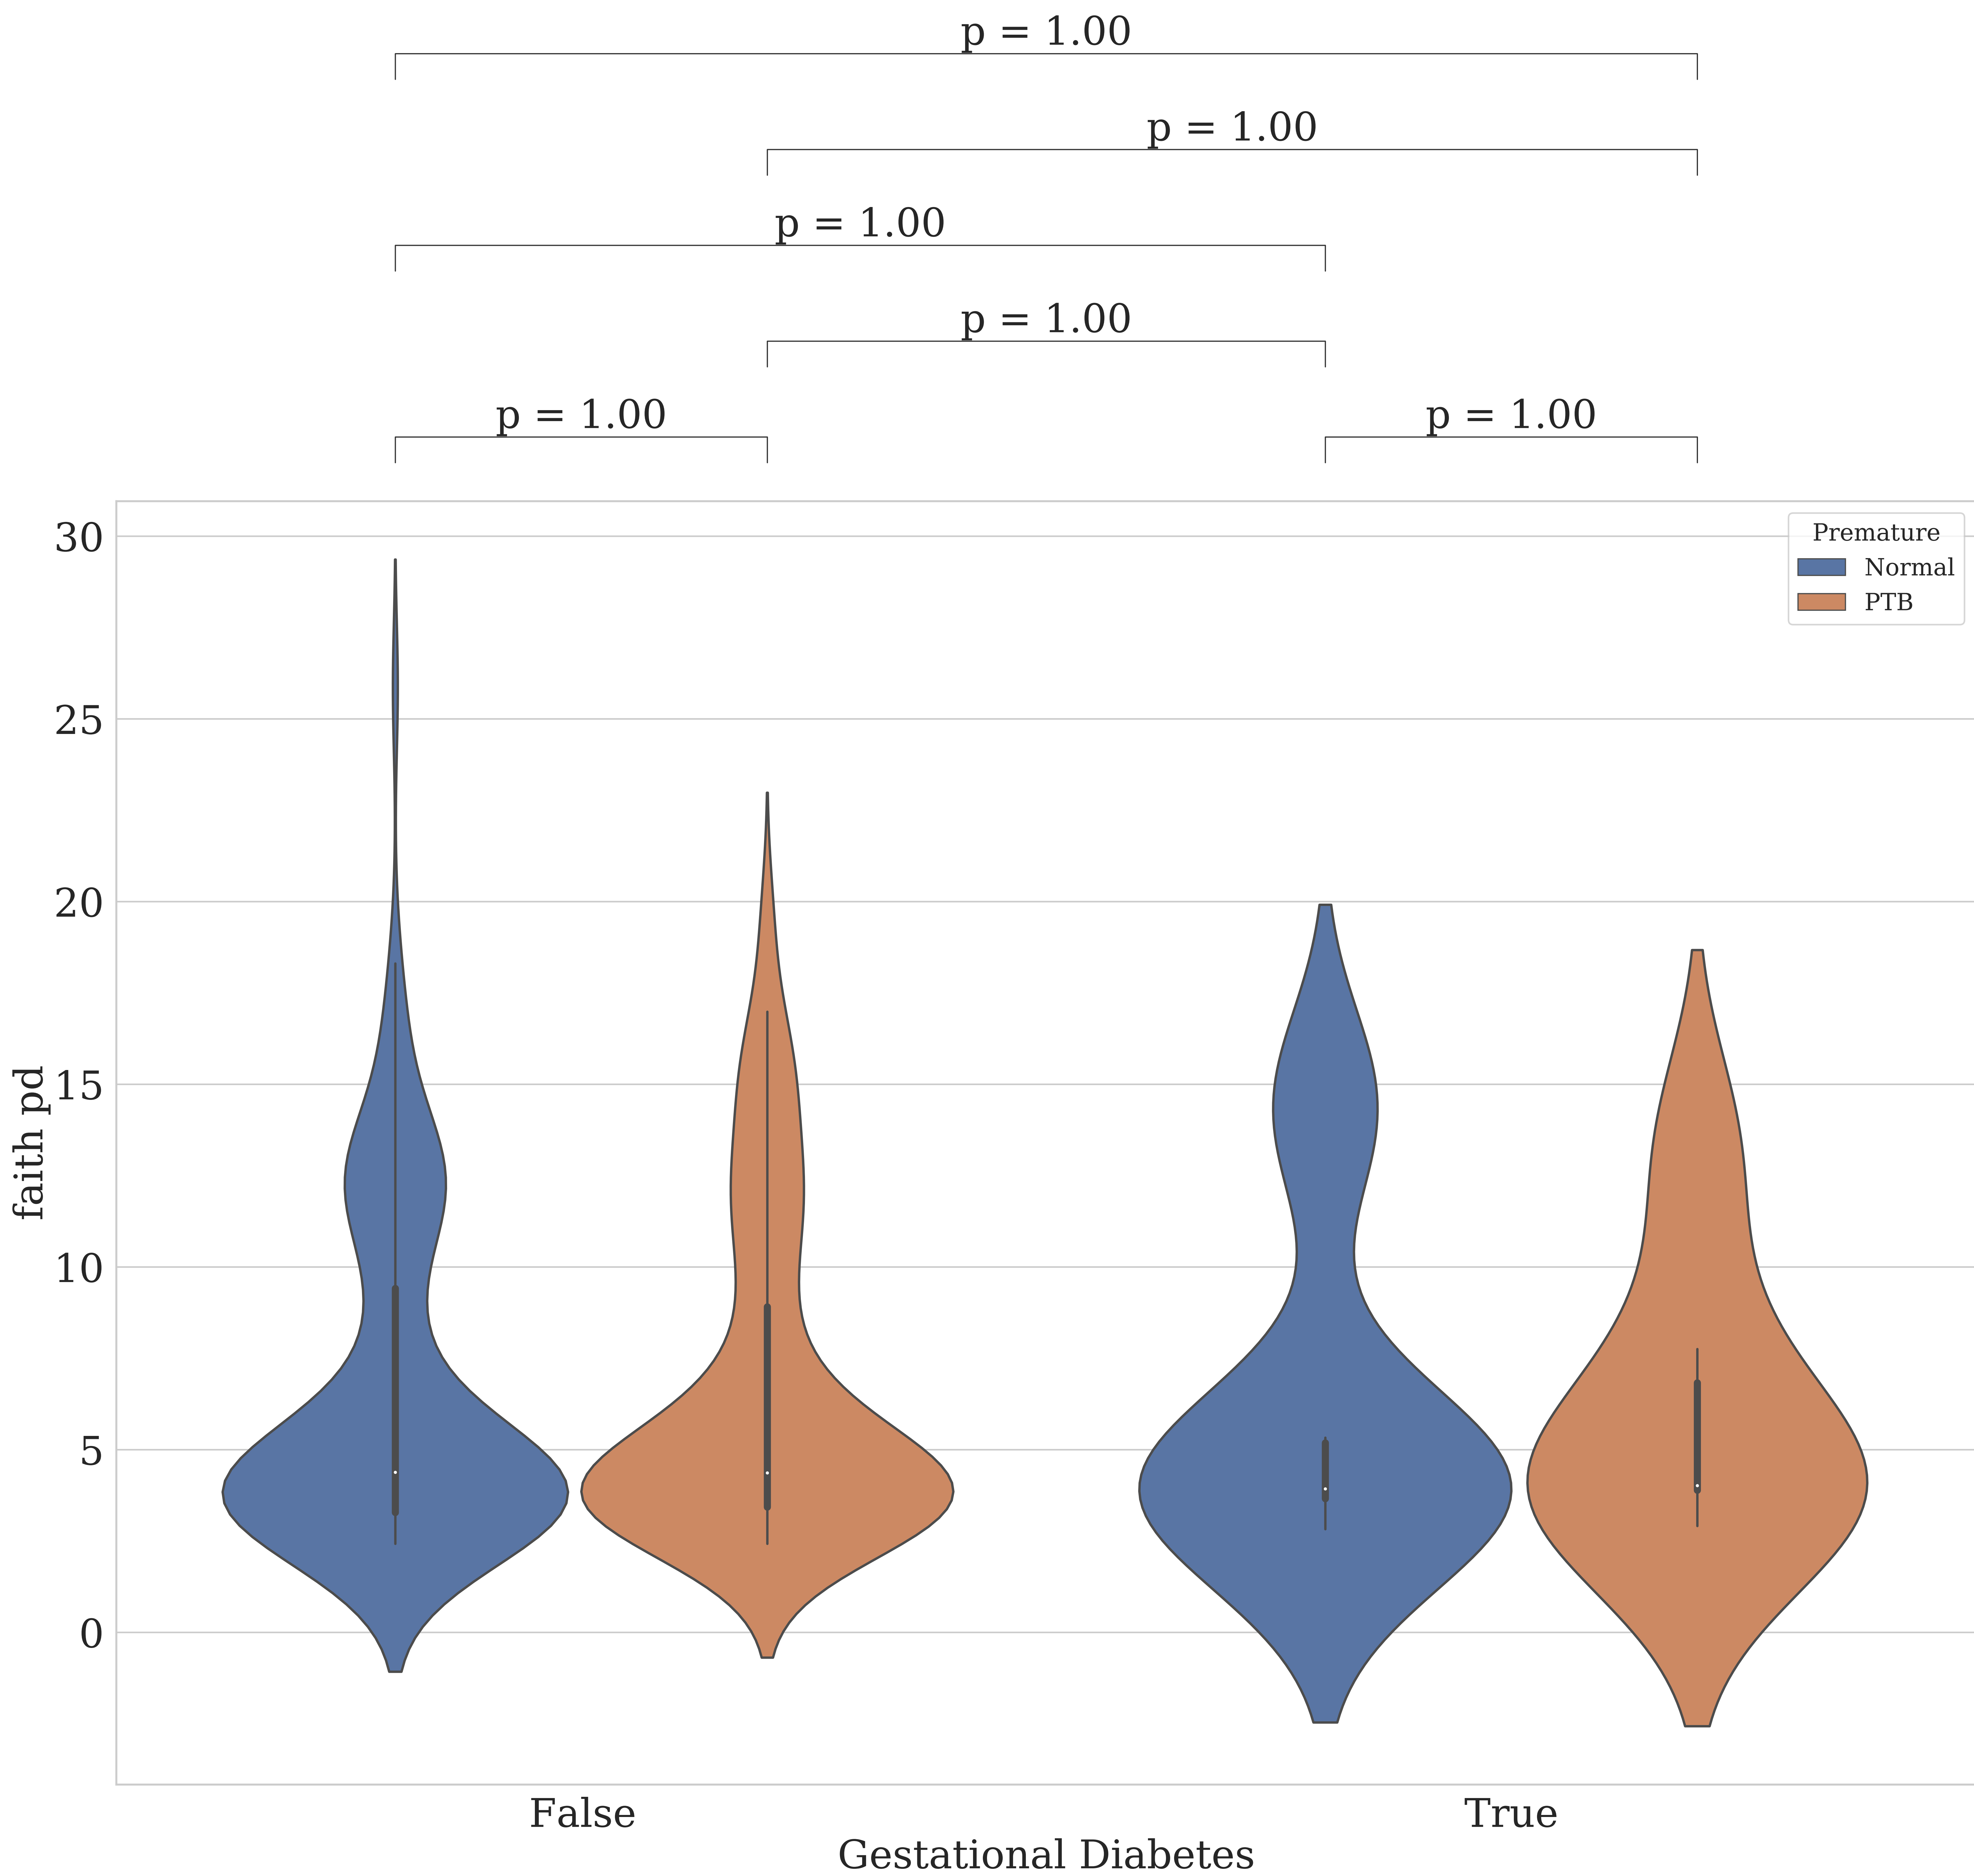 p = 1.00
p = 1.00
p = 1.00
p = 1.00
p = 1.00
p = 1.00
Premature
Normal
PTB
30
25
20
15
10
5
0
faith pd
False
True
Gestational Diabetes